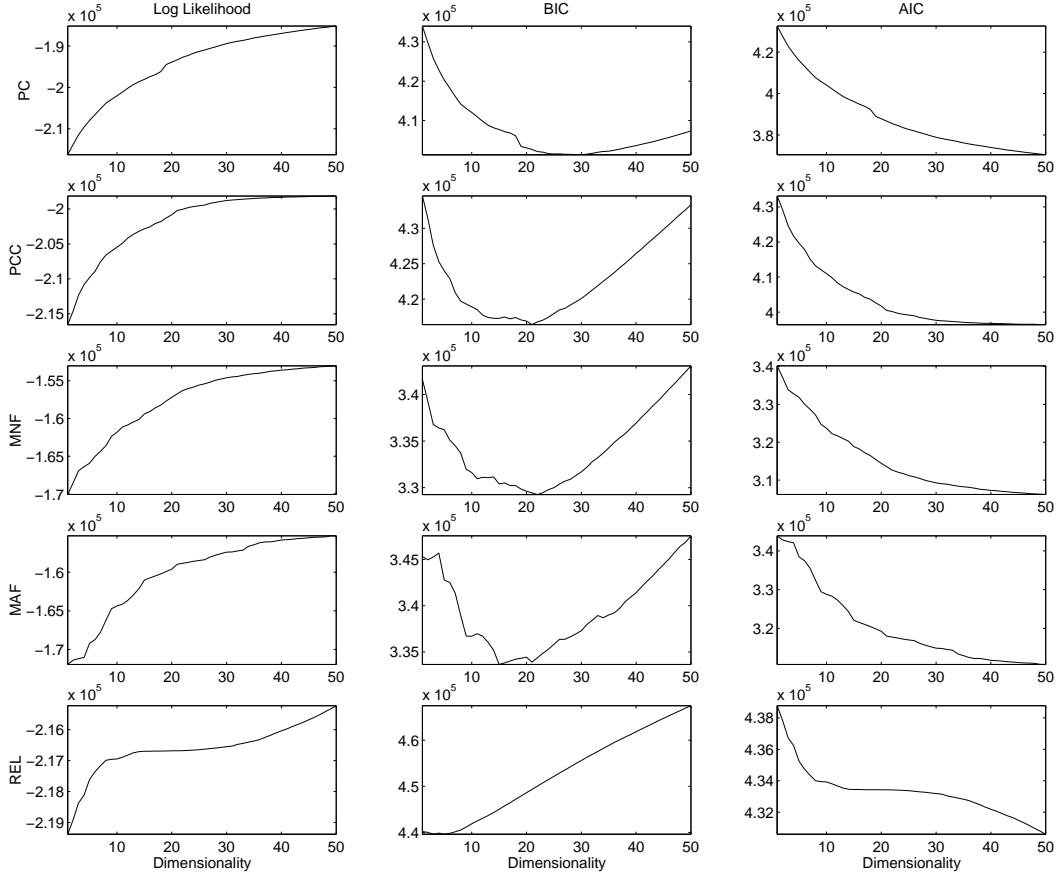 Log Likelihood
BIC
AIC
x 10^5
x 10^5
x 10^5
−1.9
−2
−2.1
PC
10 20 30 40 50
4.3
4.2
4.1
10 20 30 40 50
4.2
4
3.8
10 20 30 40 50
x 10^5
x 10^5
x 10^5
−2
−2.05
−2.1
−2.15
PCC
10 20 30 40 50
4.3
4.25
4.2
10 20 30 40 50
4.3
4.2
4.1
4
10 20 30 40 50
x 10^5
x 10^5
x 10^5
−1.55
−1.6
−1.65
−1.7
MNF
10 20 30 40 50
3.4
3.35
3.3
10 20 30 40 50
3.4
3.3
3.2
3.1
10 20 30 40 50
x 10^5
x 10^5
x 10^5
−1.6
−1.65
−1.7
MAF
10 20 30 40 50
3.45
3.4
3.35
10 20 30 40 50
3.4
3.3
3.2
10 20 30 40 50
x 10^5
x 10^5
x 10^5
−2.16
−2.17
−2.18
−2.19
REL
10 20 30 40 50
4.6
4.5
4.4
10 20 30 40 50
4.38
4.36
4.34
4.32
10 20 30 40 50
Dimensionality
Dimensionality
Dimensionality